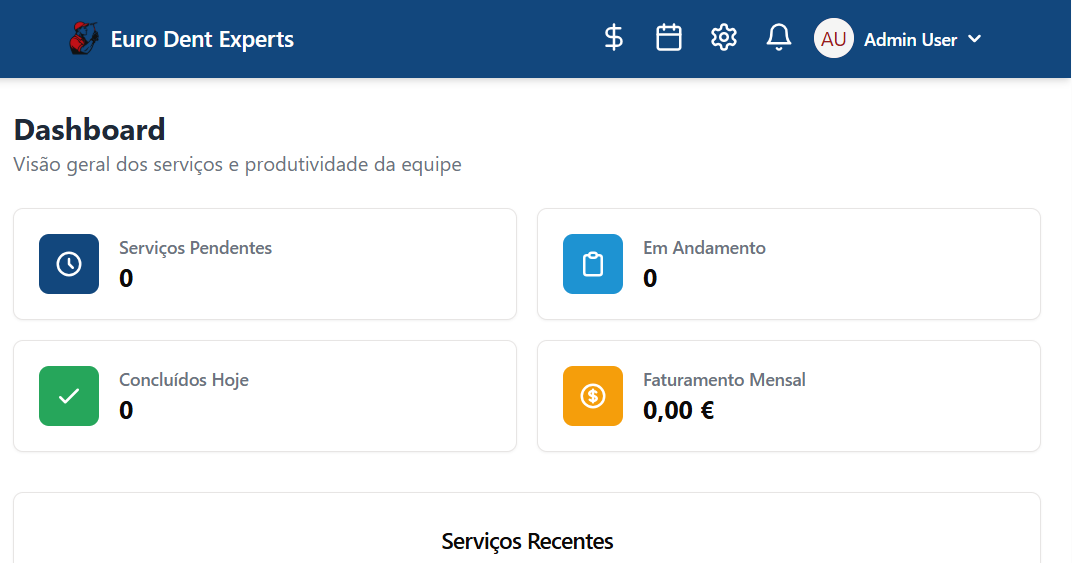 Euro Dent Experts
AU Admin User
Dashboard
Visão geral dos serviços e produtividade da equipe
Serviços Pendentes
0
Em Andamento
0
Concluídos Hoje
0
Faturamento Mensal
0,00 €
Serviços Recentes